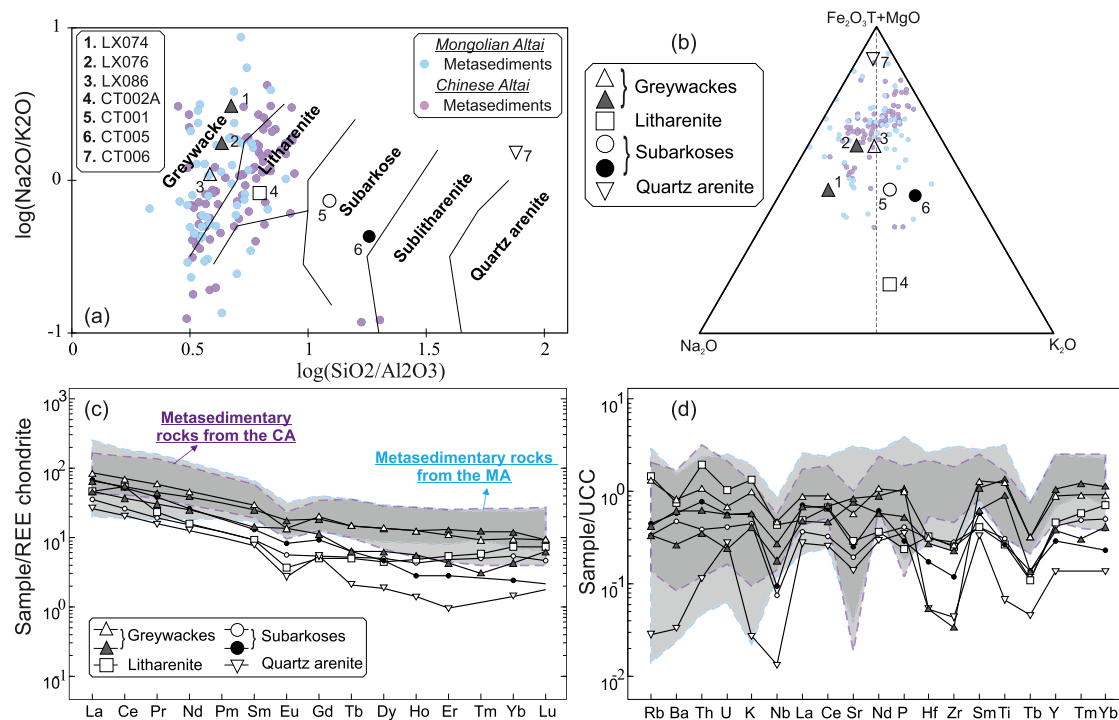 1
log(Na2O/K2O)
0
-1
1. LX074
2. LX076
3. LX086
4. CT002A
5. CT001
6. CT005
7. CT006
Mongolian Altai
Metasediments
Chinese Altai
Metasediments
Greywacke
Litharenite
Subarkose
Sublitharenite
Quartz arenite
1
2
3
4
5
6
7
(a)
0
0.5
1.0
1.5
2
log(SiO2/Al2O3)
(b)
Fe2O3T+MgO
Na2O
K2O
Greywackes
Litharenite
Subarkoses
Quartz arenite
7
2
3
1
5
6
4
(c)
Sample/REE chondrite
10^3
10^2
10^1
10^0
10^1
Metasedimentary
rocks from the CA
Metasedimentary rocks
from the MA
Greywackes
Subarkoses
Litharenite
Quartz arenite
La Ce Pr Nd Pm Sm Eu Gd Tb Dy Ho Er Tm Yb Lu
(d)
Sample/UCC
10^1
10^0
10^-1
10^-2
Rb Ba Th U K Nb La Ce Sr Nd P Hf Zr Sm Ti Tb Y Tm Yb